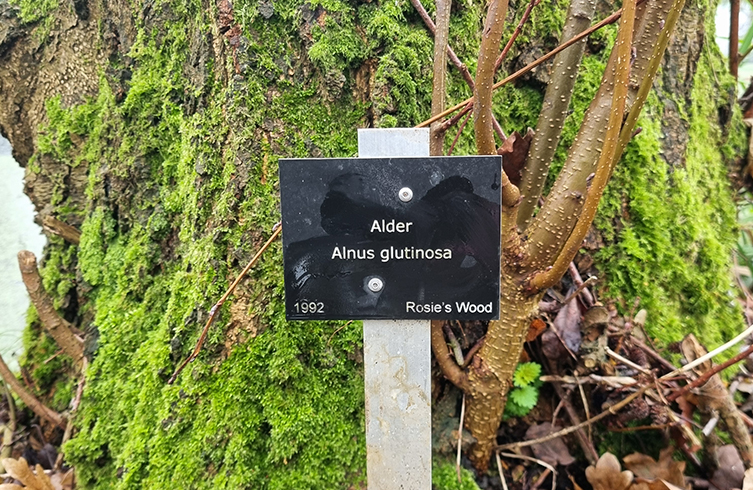 Alder
Alnus glutinosa
1992 Rosie's Wood